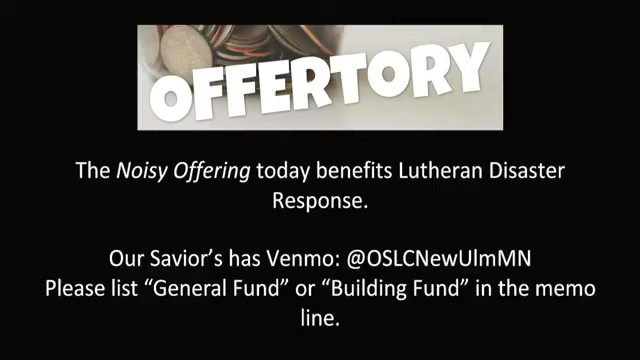 OFFERTORY
The Noisy Offering today benefits Lutheran Disaster
Response.
Our Savior’s has Venmo: @OSLCNewUlmMN
Please list “General Fund” or “Building Fund” in the memo
line.